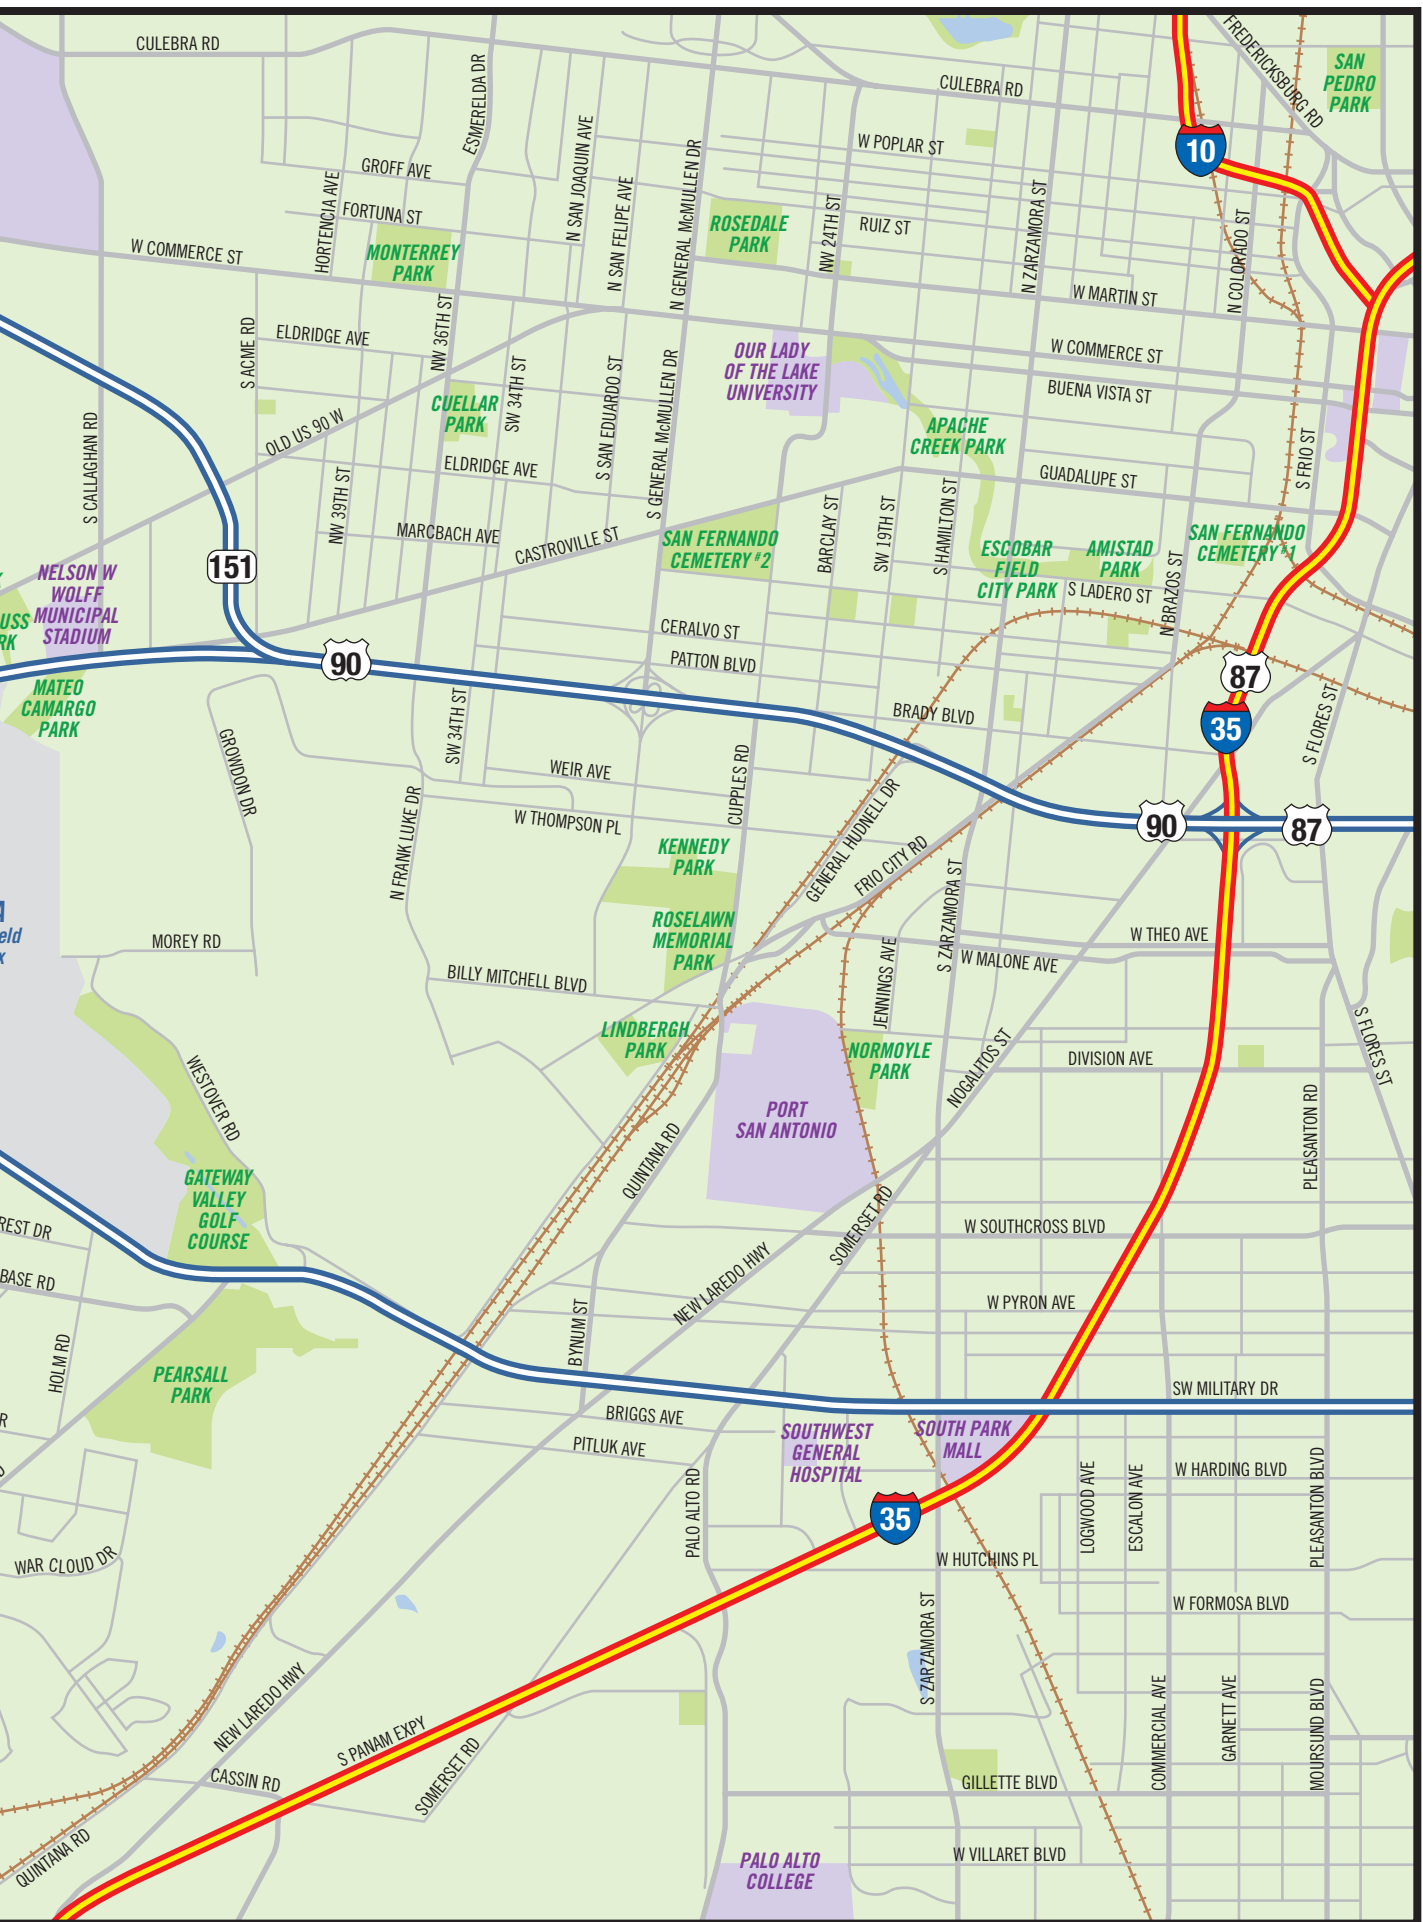 CULEBRA RD
ESMERELDA DR
CULEBRA RD
FREDERICKSBURG RD
SAN
PEDRO
PARK
10
GROFF AVE
HORTENCIA AVE
FORTUNA ST
N SAN JOAQUIN AVE
N SAN FELIPE AVE
N GENERAL McMULLEN DR
W POPLAR ST
ROSEDALE
PARK
NW 24TH ST
RUIZ ST
N ZARZAMORA ST
N COLORADO ST
W COMMERCE ST
MONTERREY
PARK
W MARTIN ST
S ACME RD
ELDRIDGE AVE
NW 36TH ST
SW 34TH ST
S SAN EDUARDO ST
S GENERAL McMULLEN DR
OUR LADY
OF THE LAKE
UNIVERSITY
W COMMERCE ST
BUENA VISTA ST
CUELLAR
PARK
OLD US 90 W
APACHE
CREEK PARK
S CALLAGHAN RD
NW 39TH ST
ELDRIDGE AVE
GUADALUPE ST
S FRIO ST
MARCBACH AVE
CASTROVILLE ST
SAN FERNANDO
CEMETERY #2
BARCLAY ST
SW 19TH ST
S HAMILTON ST
ESCOBAR
FIELD
CITY PARK
AMISTAD
PARK
SAN FERNANDO
CEMETERY #1
S LADERO ST
N BRAZOS ST
151
NELSON W
WOLFF
MUNICIPAL
STADIUM
USS
RK
CERALVO ST
PATTON BLVD
90
87
35
MATEO
CAMARGO
PARK
GROWDON DR
SW 34TH ST
BRADY BLVD
S FLORES ST
WEIR AVE
CUPPLES RD
W THOMPSON PL
N FRANK LUKE DR
GENERAL HUDNELL DR
FRIO CITY RD
90
87
KENNEDY
PARK
S ZARZAMORA ST
A
eld
x
MOREY RD
ROSELAWN
MEMORIAL
PARK
W THEO AVE
W MALONE AVE
JENNINGS AVE
BILLY MITCHELL BLVD
LINDBERGH
PARK
NORMOYLE
PARK
NOGALITOS ST
DIVISION AVE
S FLORES ST
WESTOVER RD
PORT
SAN ANTONIO
PLEASANTON RD
QUINTANA RD
GATEWAY
VALLEY
GOLF
COURSE
REST DR
BASE RD
SOMERSET RD
W SOUTHCROSS BLVD
NEW LAREDO HWY
W PYRON AVE
BYNUM ST
HOLM RD
PEARSALL
PARK
SW MILITARY DR
R
BRIGGS AVE
PITLUK AVE
SOUTHWEST
GENERAL
HOSPITAL
SOUTH PARK
MALL
PALO ALTO RD
LOGWOOD AVE
ESCALON AVE
W HARDING BLVD
PLEASANTON BLVD
35
WAR CLOUD DR
W HUTCHINS PL
W FORMOSA BLVD
S ZARZAMORA ST
NEW LAREDO HWY
S PANAM EXPY
SOMERSET RD
COMMERCIAL AVE
GARNETT AVE
MOURSUND BLVD
CASSIN RD
GILLETTE BLVD
QUINTANA RD
PALO ALTO
COLLEGE
W VILLARET BLVD